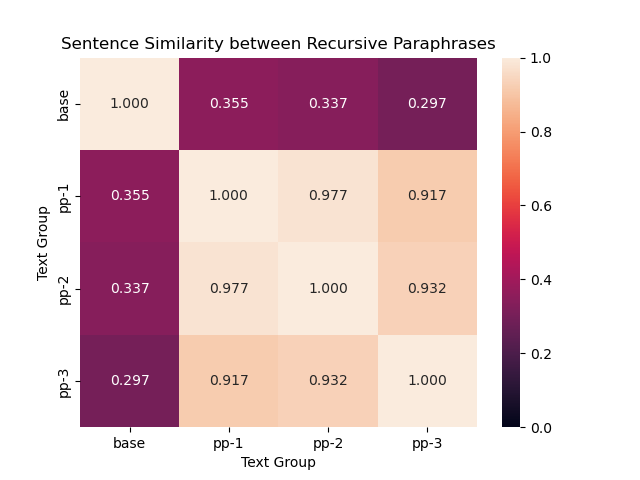 Sentence Similarity between Recursive Paraphrases
base 1.000 0.355 0.337 0.297
pp-1 0.355 1.000 0.977 0.917
pp-2 0.337 0.977 1.000 0.932
pp-3 0.297 0.917 0.932 1.000
base pp-1 pp-2 pp-3
Text Group
Text Group
1.0
0.8
0.6
0.4
0.2
0.0